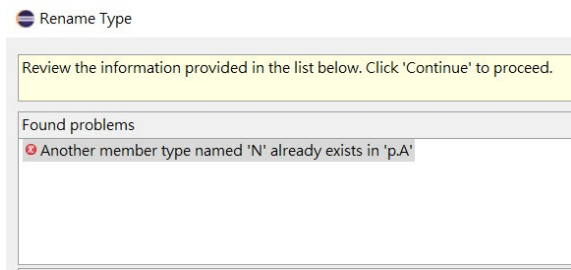 Rename Type
Review the information provided in the list below. Click 'Continue' to proceed.
Found problems
Another member type named 'N' already exists in 'p.A'